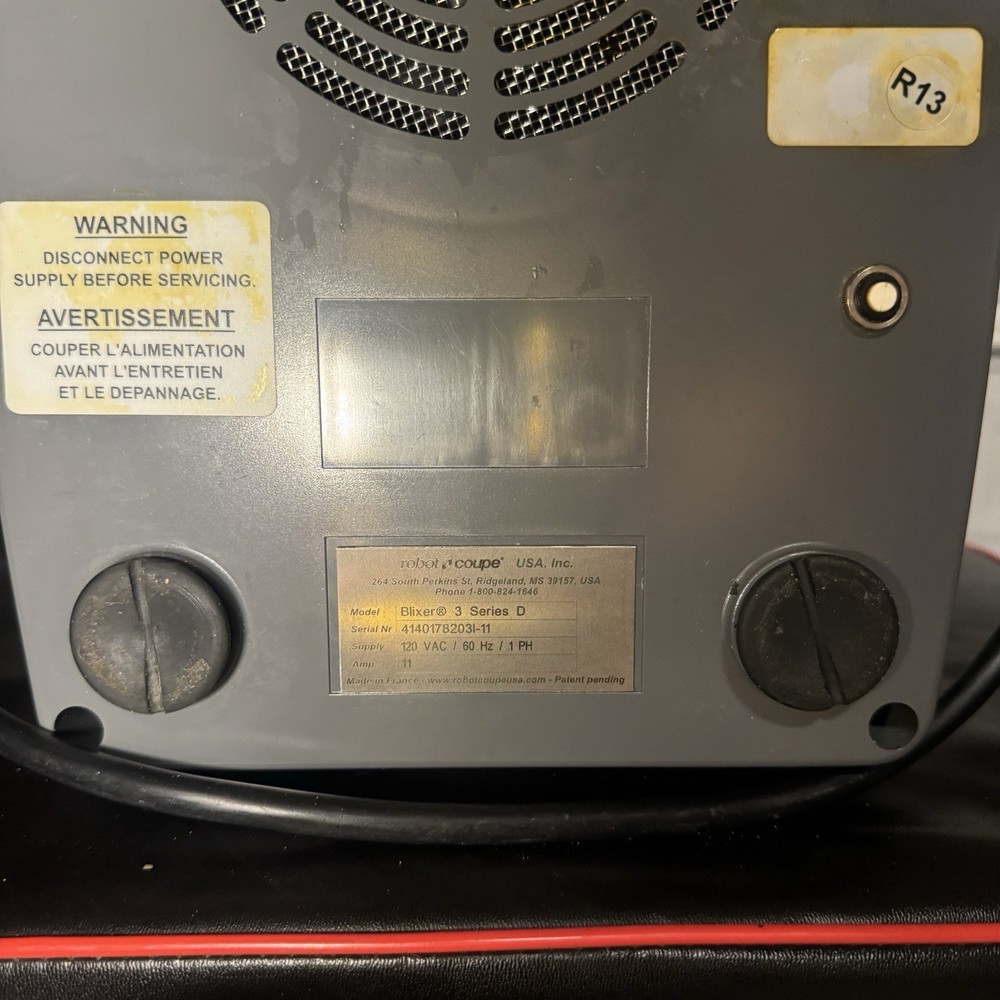 R13
WARNING
DISCONNECT POWER
SUPPLY BEFORE SERVICING.
AVERTISSEMENT
COUPER L'ALIMENTATION
AVANT L'ENTRETIEN
ET LE DEPANNAGE.
robot coupe® USA, Inc.
264 South Perkins St, Ridgeland, MS 39157, USA
Phone 1-800-824-1646
Model Blixer® 3 Series D
Serial Nr 4140178203I-11
Supply 120 VAC / 60 Hz / 1 PH
Amp 11
Made in France - www.robotcoupeusa.com - Patent pending